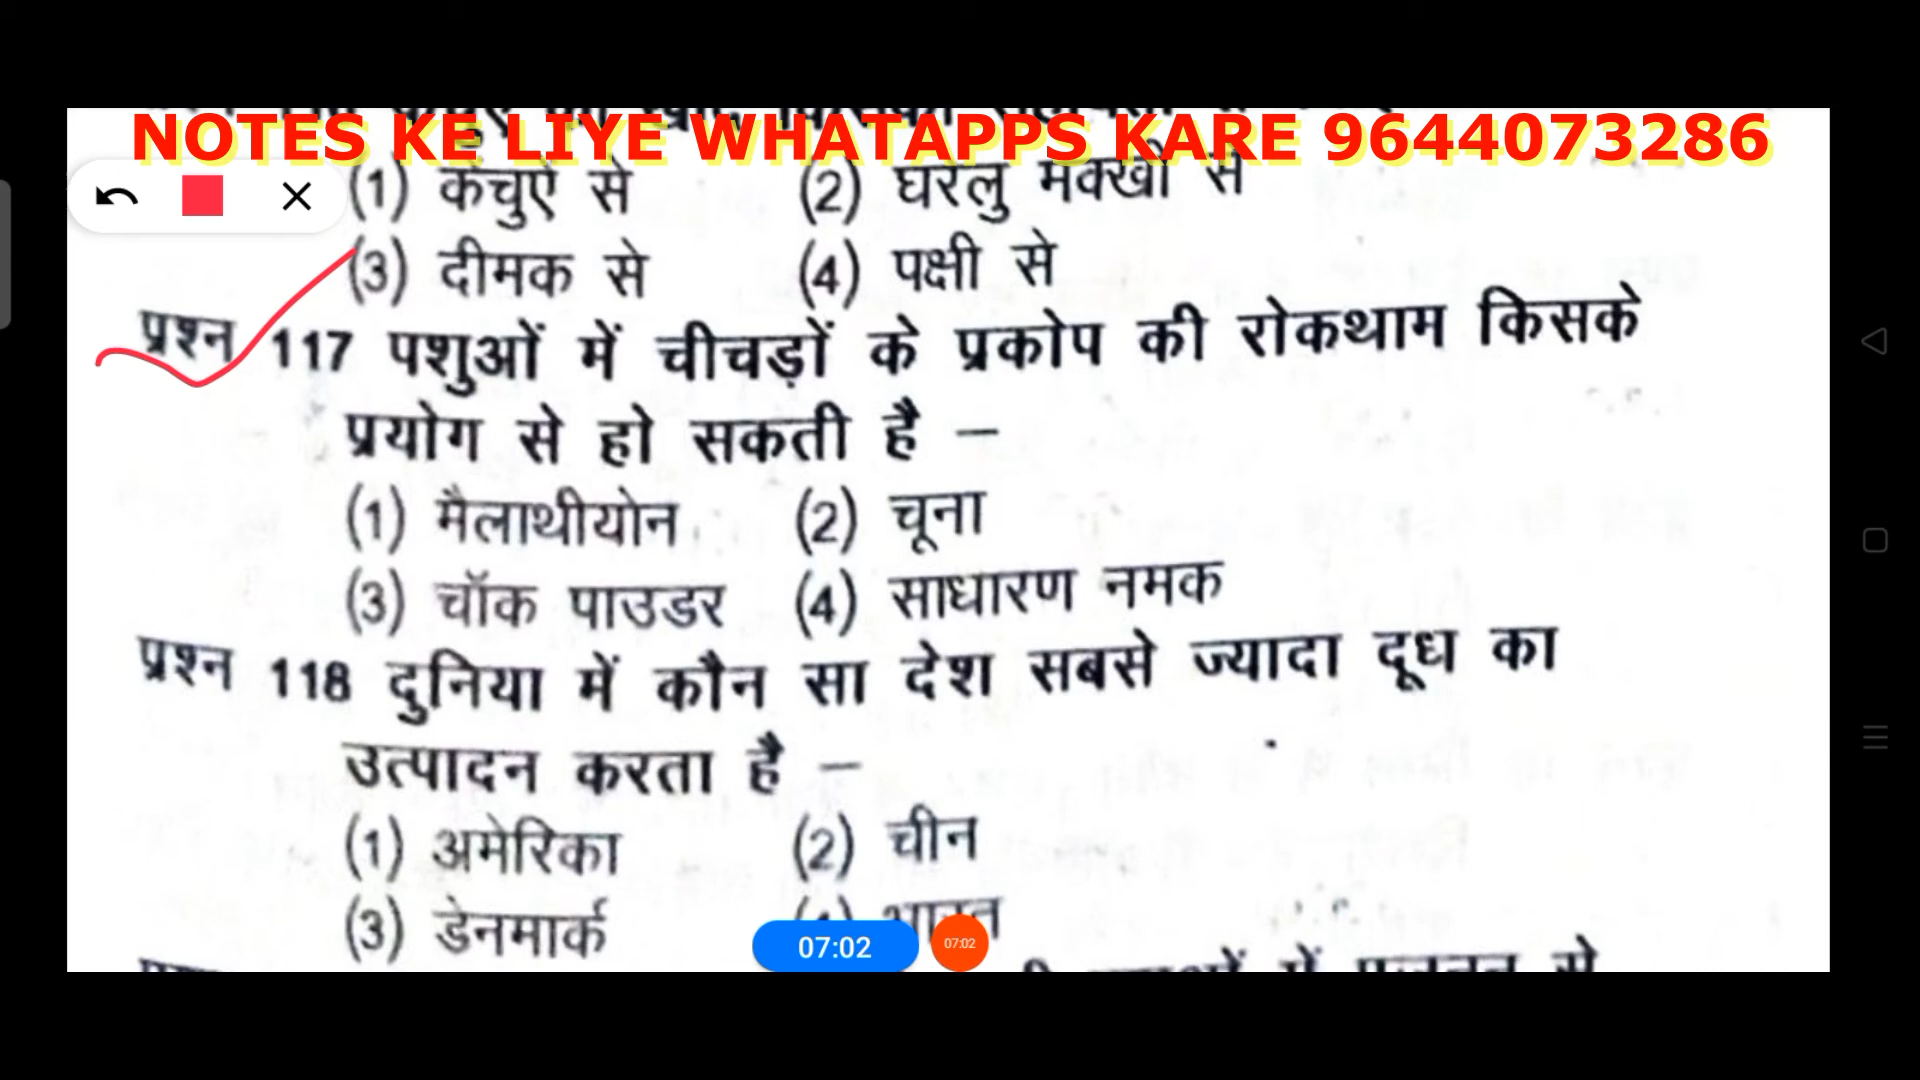 NOTES KE LIYE WHATAPPS KARE 9644073286
(1) केंचुऐं से (2) घरेलु मक्खी से
(3) दीमक से (4) पक्षी से
प्रश्न 117 पशुओं में चीचड़ों के प्रकोप की रोकथाम किसके
प्रयोग से हो सकती है –
(1) मैलाथीयोन (2) चूना
(3) चॉक पाउडर (4) साधारण नमक
प्रश्न 118 दुनिया में कौन सा देश सबसे ज्यादा दूध का
उत्पादन करता है –
(1) अमेरिका (2) चीन
(3) डेनमार्क (4) भारत
07:02 07:02